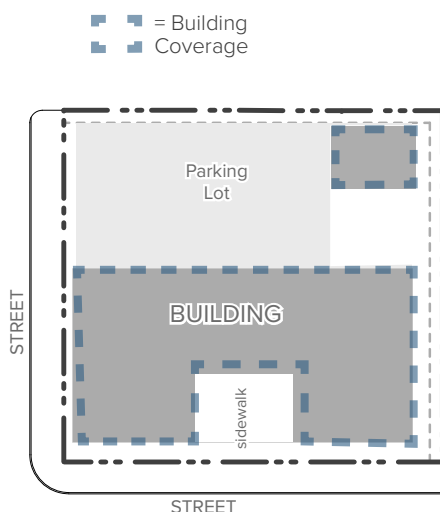 = Building
Coverage
Parking
Lot
BUILDING
sidewalk
STREET
STREET